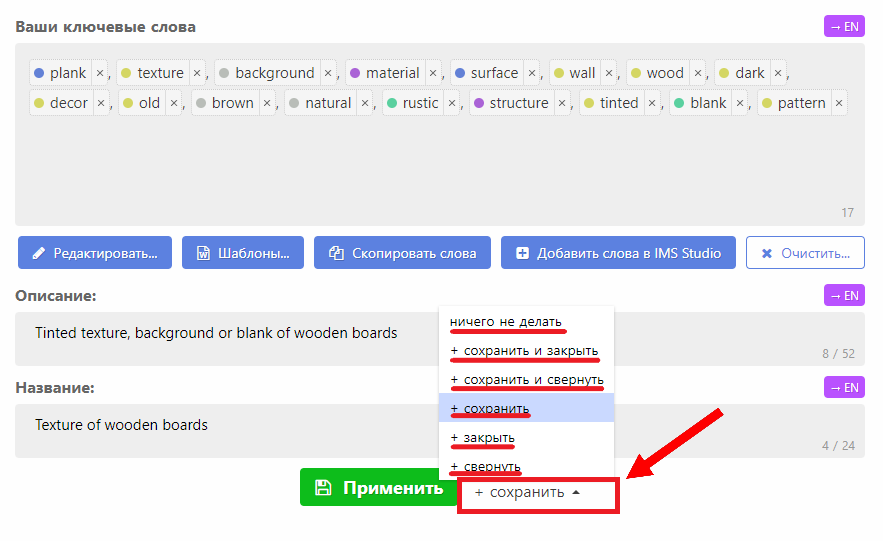 Ваши ключевые слова → EN
plank ×, texture ×, background ×, material ×, surface ×, wall ×, wood ×, dark ×,
decor ×, old ×, brown ×, natural ×, rustic ×, structure ×, tinted ×, blank ×, pattern ×
17
Редактировать... Шаблоны... Скопировать слова Добавить слова в IMS Studio Очистить...
Описание: → EN
Tinted texture, background or blank of wooden boards
8 / 52
Название: → EN
Texture of wooden boards
4 / 24
ничего не делать
+ сохранить и закрыть
+ сохранить и свернуть
+ сохранить
+ закрыть
+ свернуть
Применить + сохранить